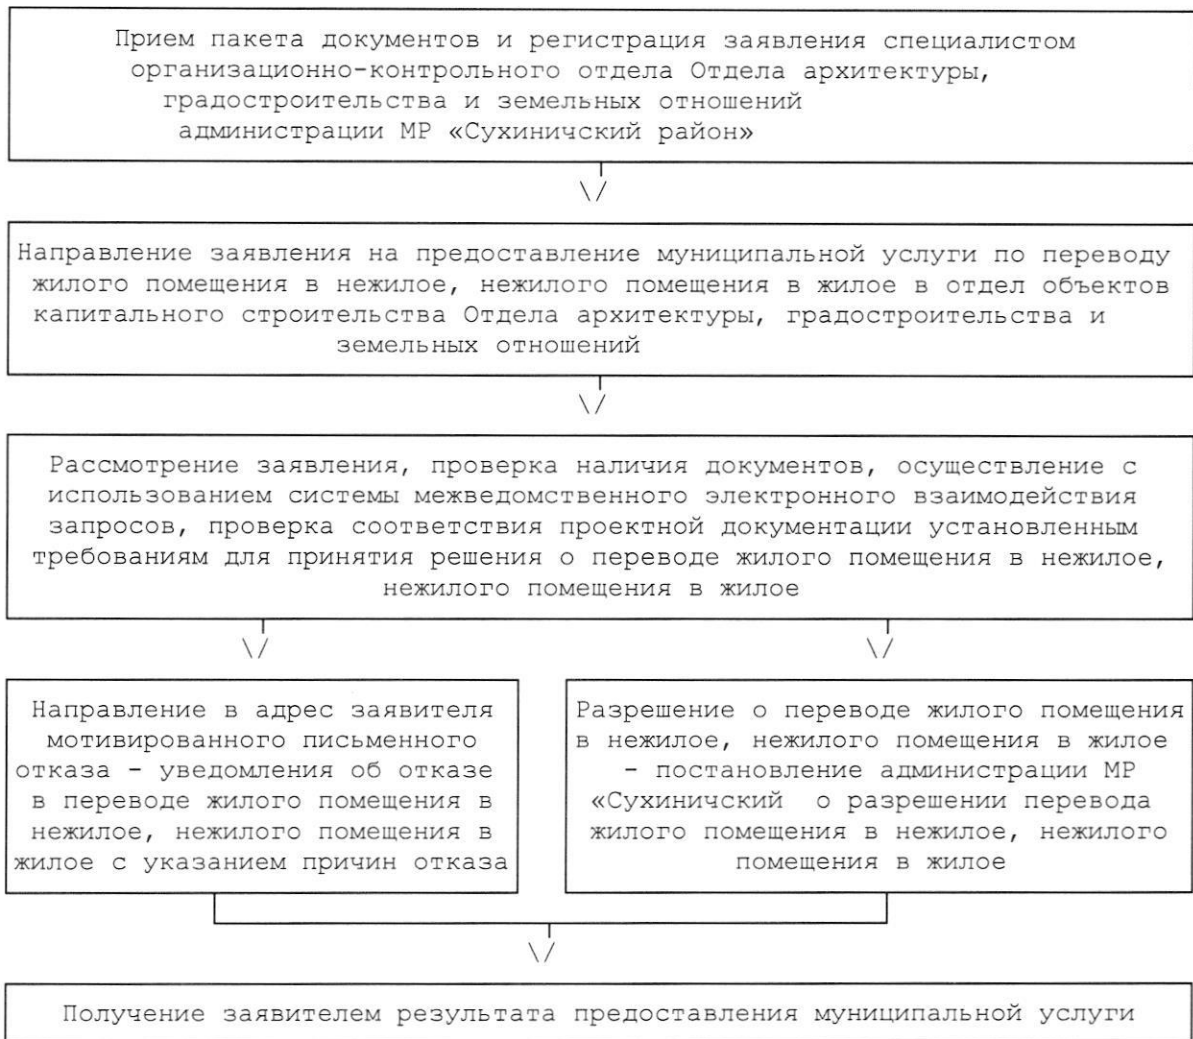 Прием пакета документов и регистрация заявления специалистом
организационно-контрольного отдела Отдела архитектуры,
градостроительства и земельных отношений
администрации МР «Сухиничский район»
\/
Направление заявления на предоставление муниципальной услуги по переводу
жилого помещения в нежилое, нежилого помещения в жилое в отдел объектов
капитального строительства Отдела архитектуры, градостроительства и
земельных отношений
\/
Рассмотрение заявления, проверка наличия документов, осуществление с
использованием системы межведомственного электронного взаимодействия
запросов, проверка соответствия проектной документации установленным
требованиям для принятия решения о переводе жилого помещения в нежилое,
нежилого помещения в жилое
\/ \/
Направление в адрес заявителя
мотивированного письменного
отказа - уведомления об отказе
в переводе жилого помещения в
нежилое, нежилого помещения в
жилое с указанием причин отказа
Разрешение о переводе жилого помещения
в нежилое, нежилого помещения в жилое
- постановление администрации МР
«Сухиничский о разрешении перевода
жилого помещения в нежилое, нежилого
помещения в жилое
\/
Получение заявителем результата предоставления муниципальной услуги